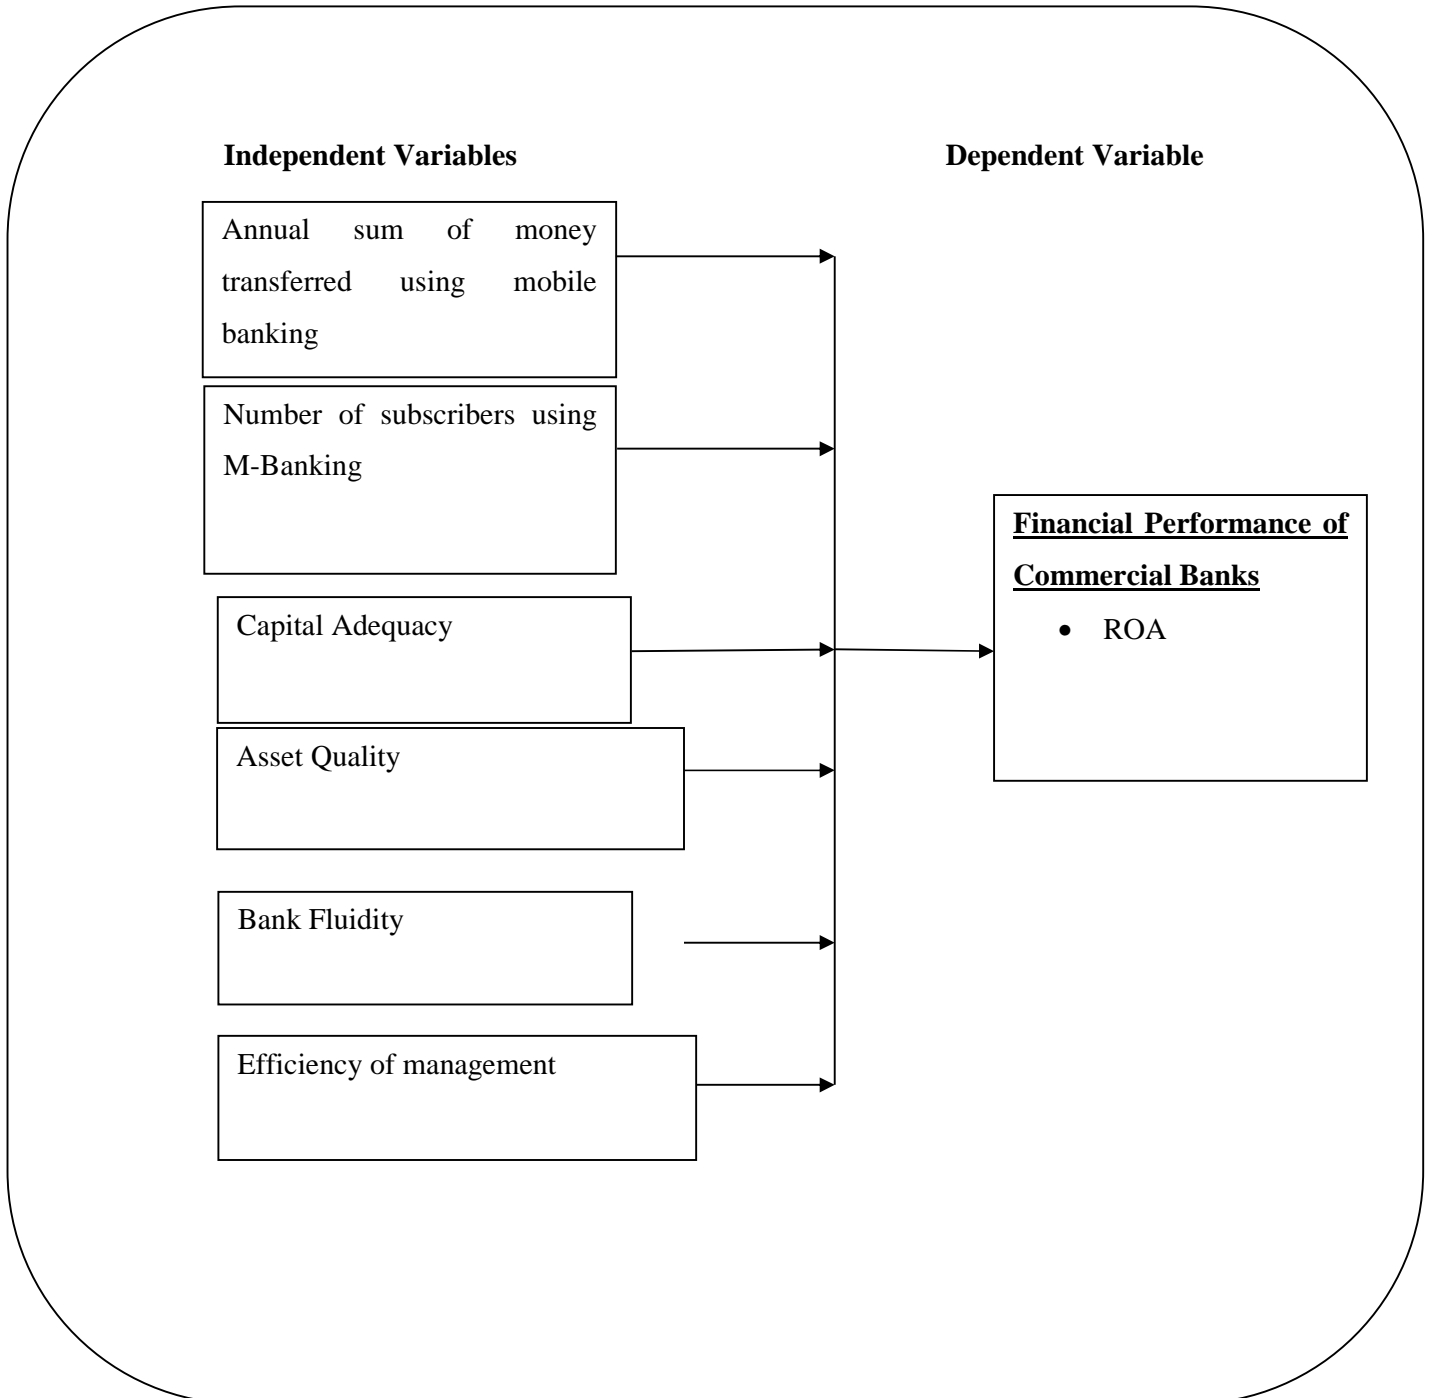 Independent Variables
Dependent Variable
Annual sum of money
transferred using mobile
banking
Number of subscribers using
M-Banking
Capital Adequacy
Asset Quality
Bank Fluidity
Efficiency of management
Financial Performance of
Commercial Banks
• ROA